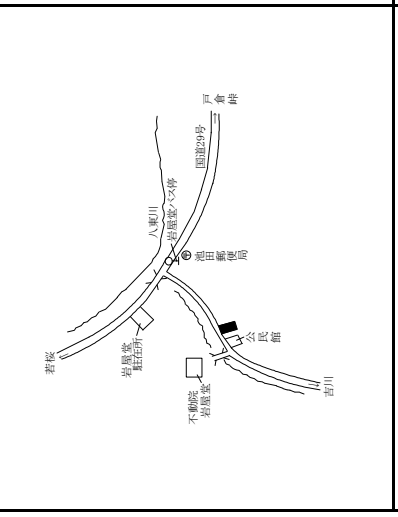 戸倉峠
国道29号
八東川
岩屋堂バス停
池田郵便局
若桜
岩屋堂
駐在所
公民館
不動院
岩屋堂
吉川